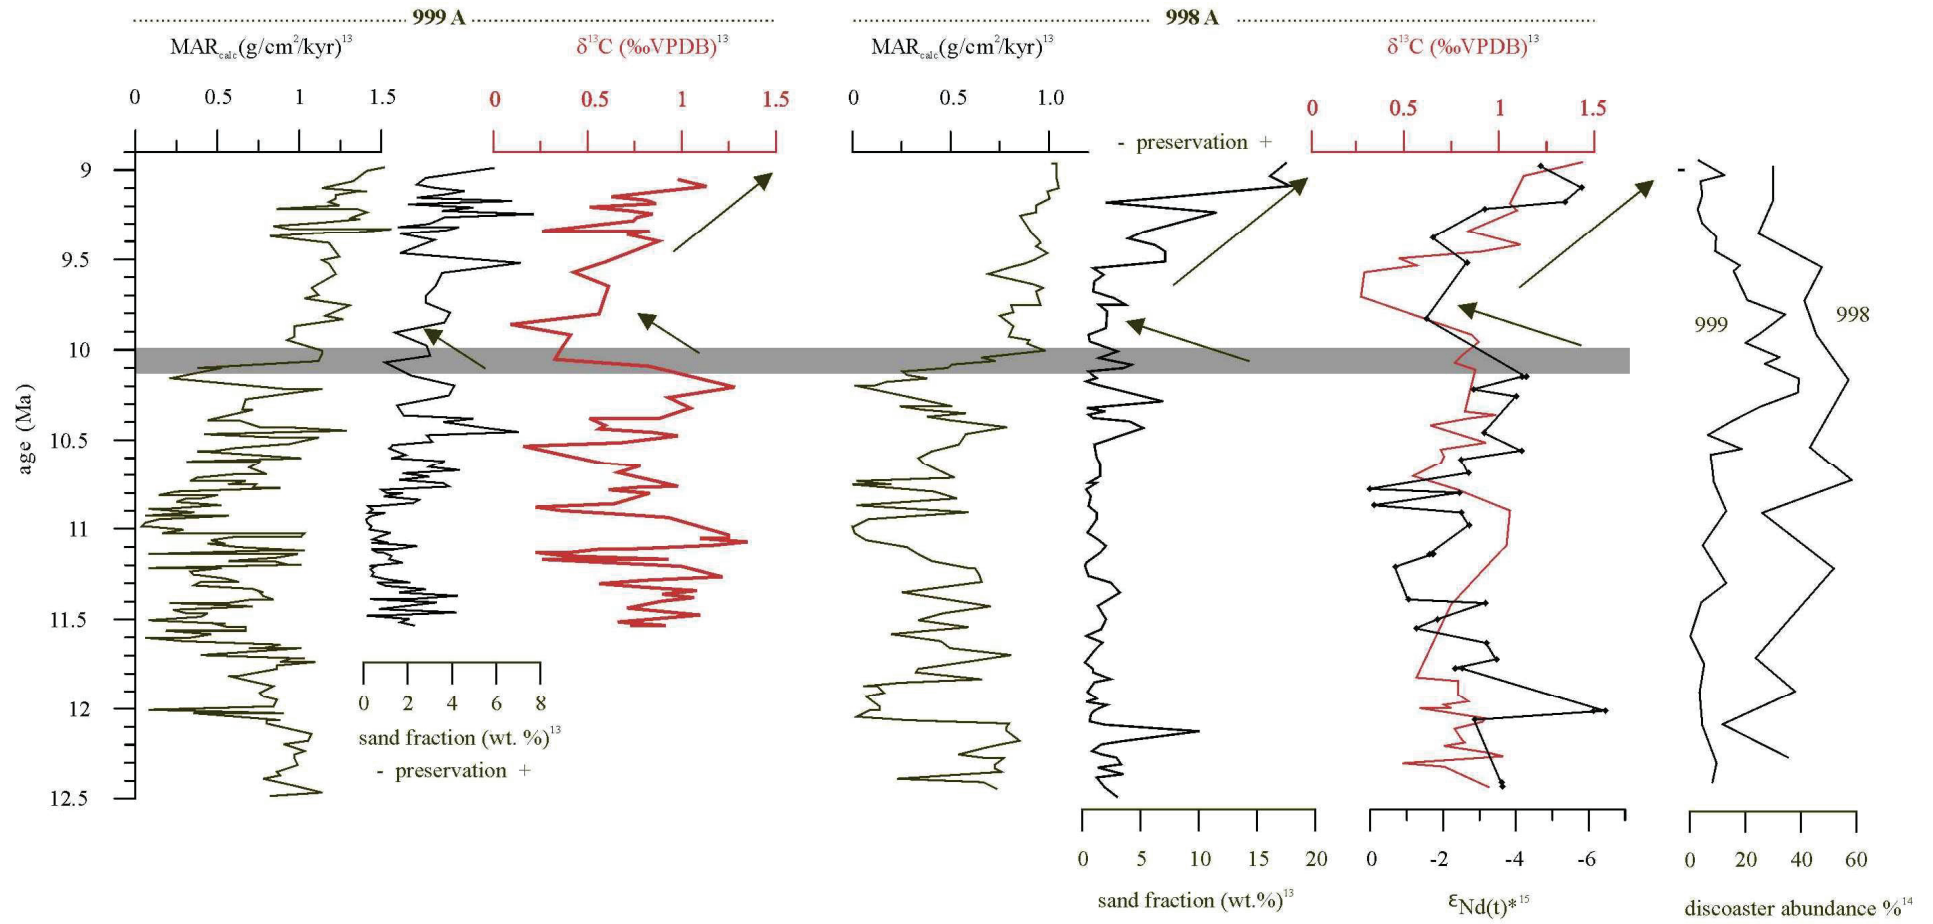 999 A
998 A
MARcalc(g/cm²/kyr)¹³
δ¹³C (‰VPDB)¹³
MARcalc(g/cm²/kyr)¹³
δ¹³C (‰VPDB)¹³
0 0.5 1 1.5
0 0.5 1 1.5
0 0.5 1.0
0 0.5 1 1.5
- preservation +
-
9
9.5
10
10.5
11
11.5
12
12.5
age (Ma)
999
998
0 2 4 6 8
sand fraction (wt. %)¹³
- preservation +
0 5 10 15 20
sand fraction (wt.%)¹³
0 -2 -4 -6
εNd(t)*¹⁵
0 20 40 60
discoaster abundance %¹⁴